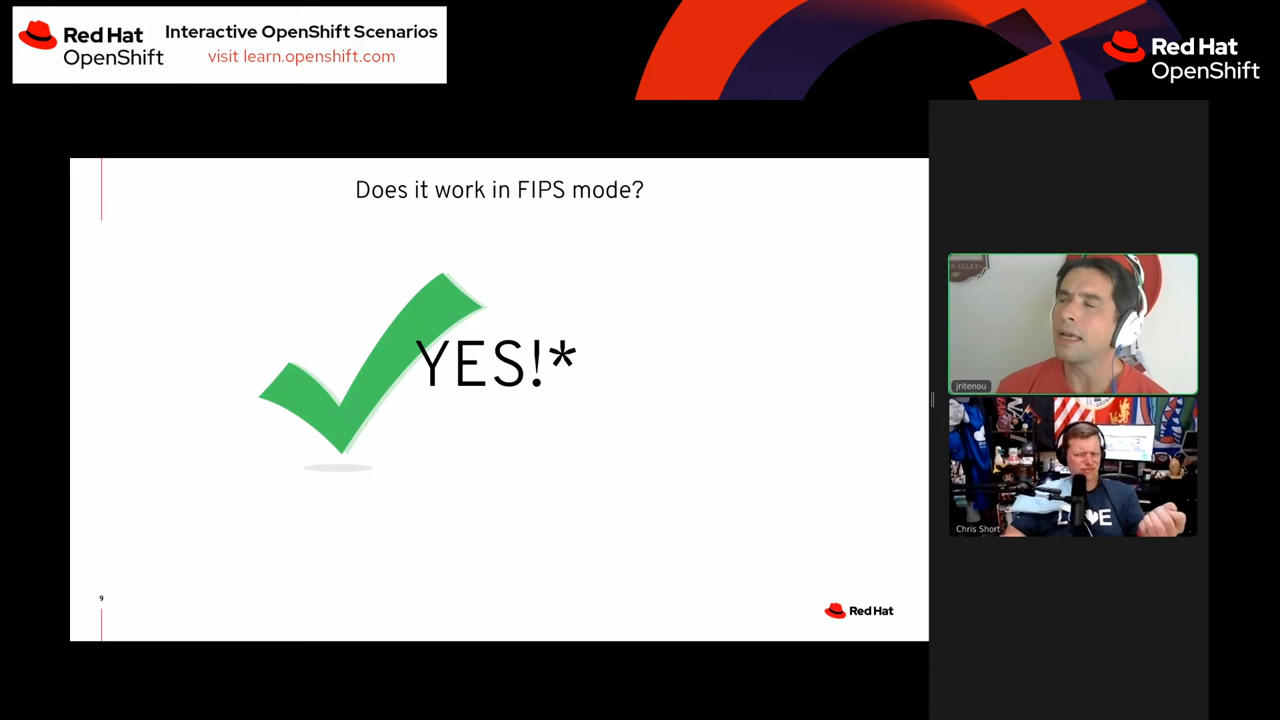 Red Hat
OpenShift
Interactive OpenShift Scenarios
visit learn.openshift.com
Red Hat
OpenShift
Does it work in FIPS mode?
YES!*
9
Red Hat
jritenou
Chris Short